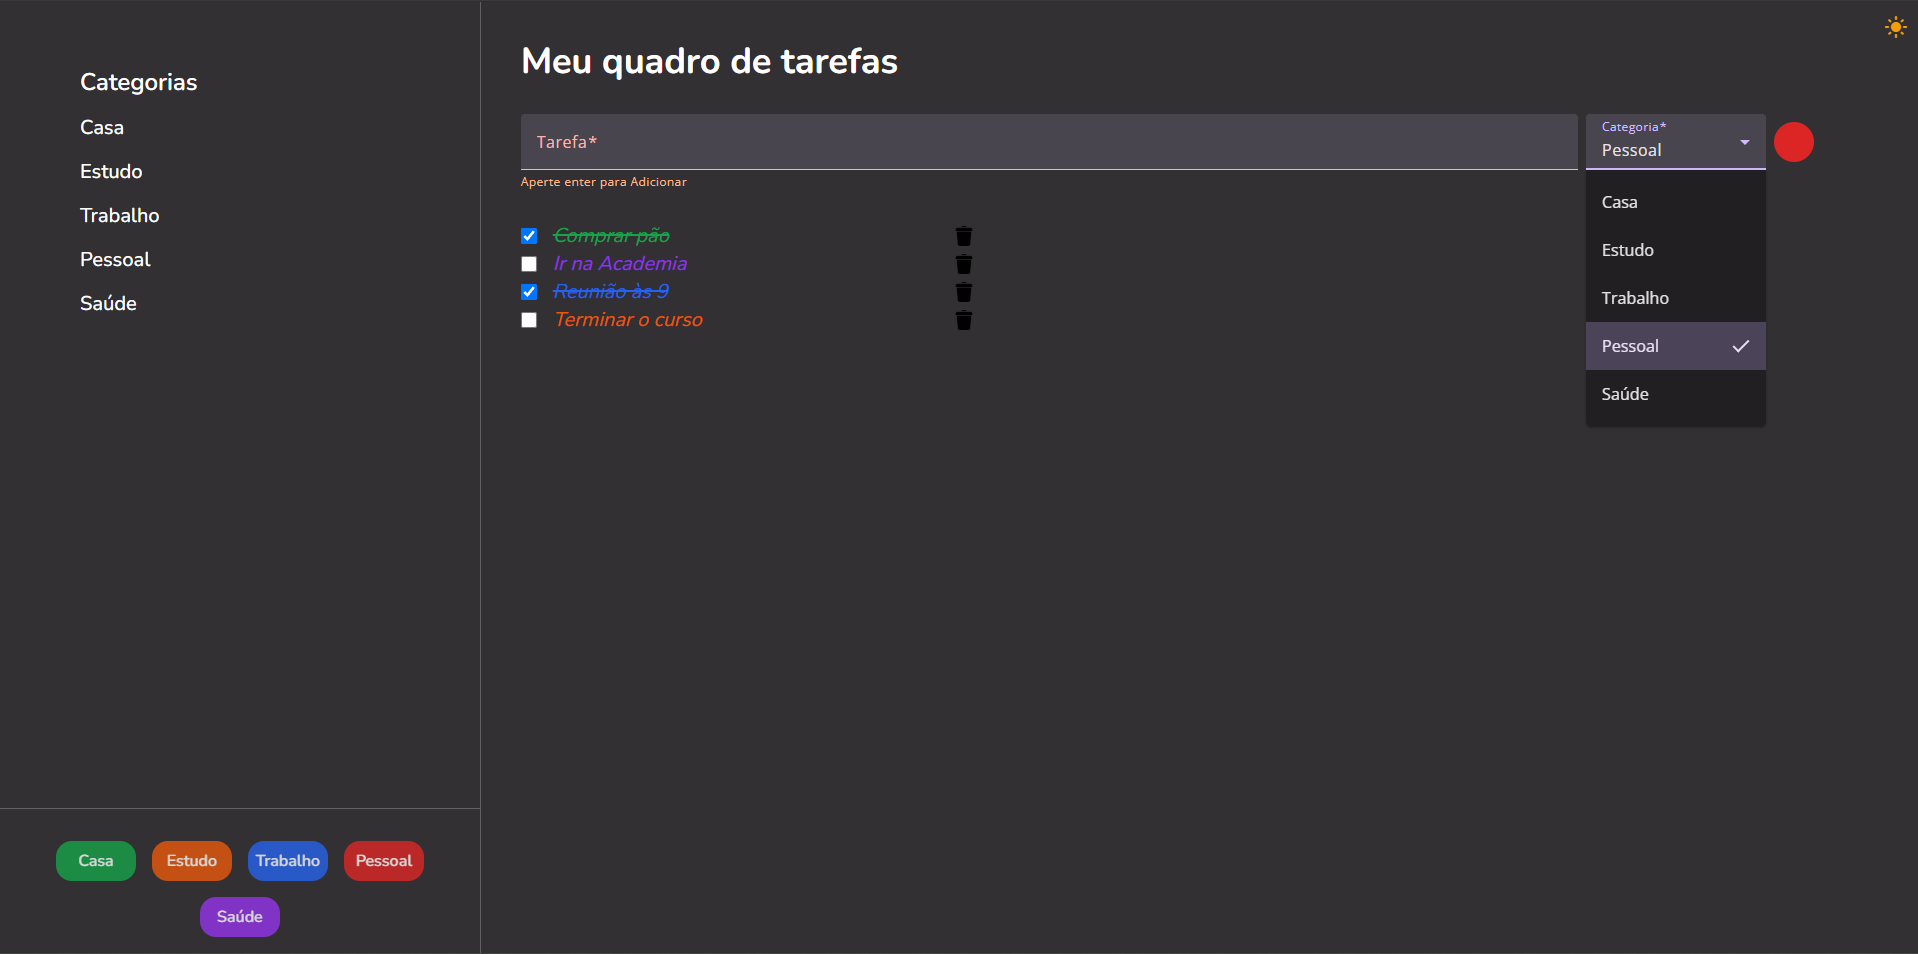 Categorias
Casa
Estudo
Trabalho
Pessoal
Saúde
Casa
Estudo
Trabalho
Pessoal
Saúde
Meu quadro de tarefas
Tarefa*
Aperte enter para Adicionar
Categoria*
Pessoal
Casa
Estudo
Trabalho
Pessoal
Saúde
Comprar pão
Ir na Academia
Reunião às 9
Terminar o curso